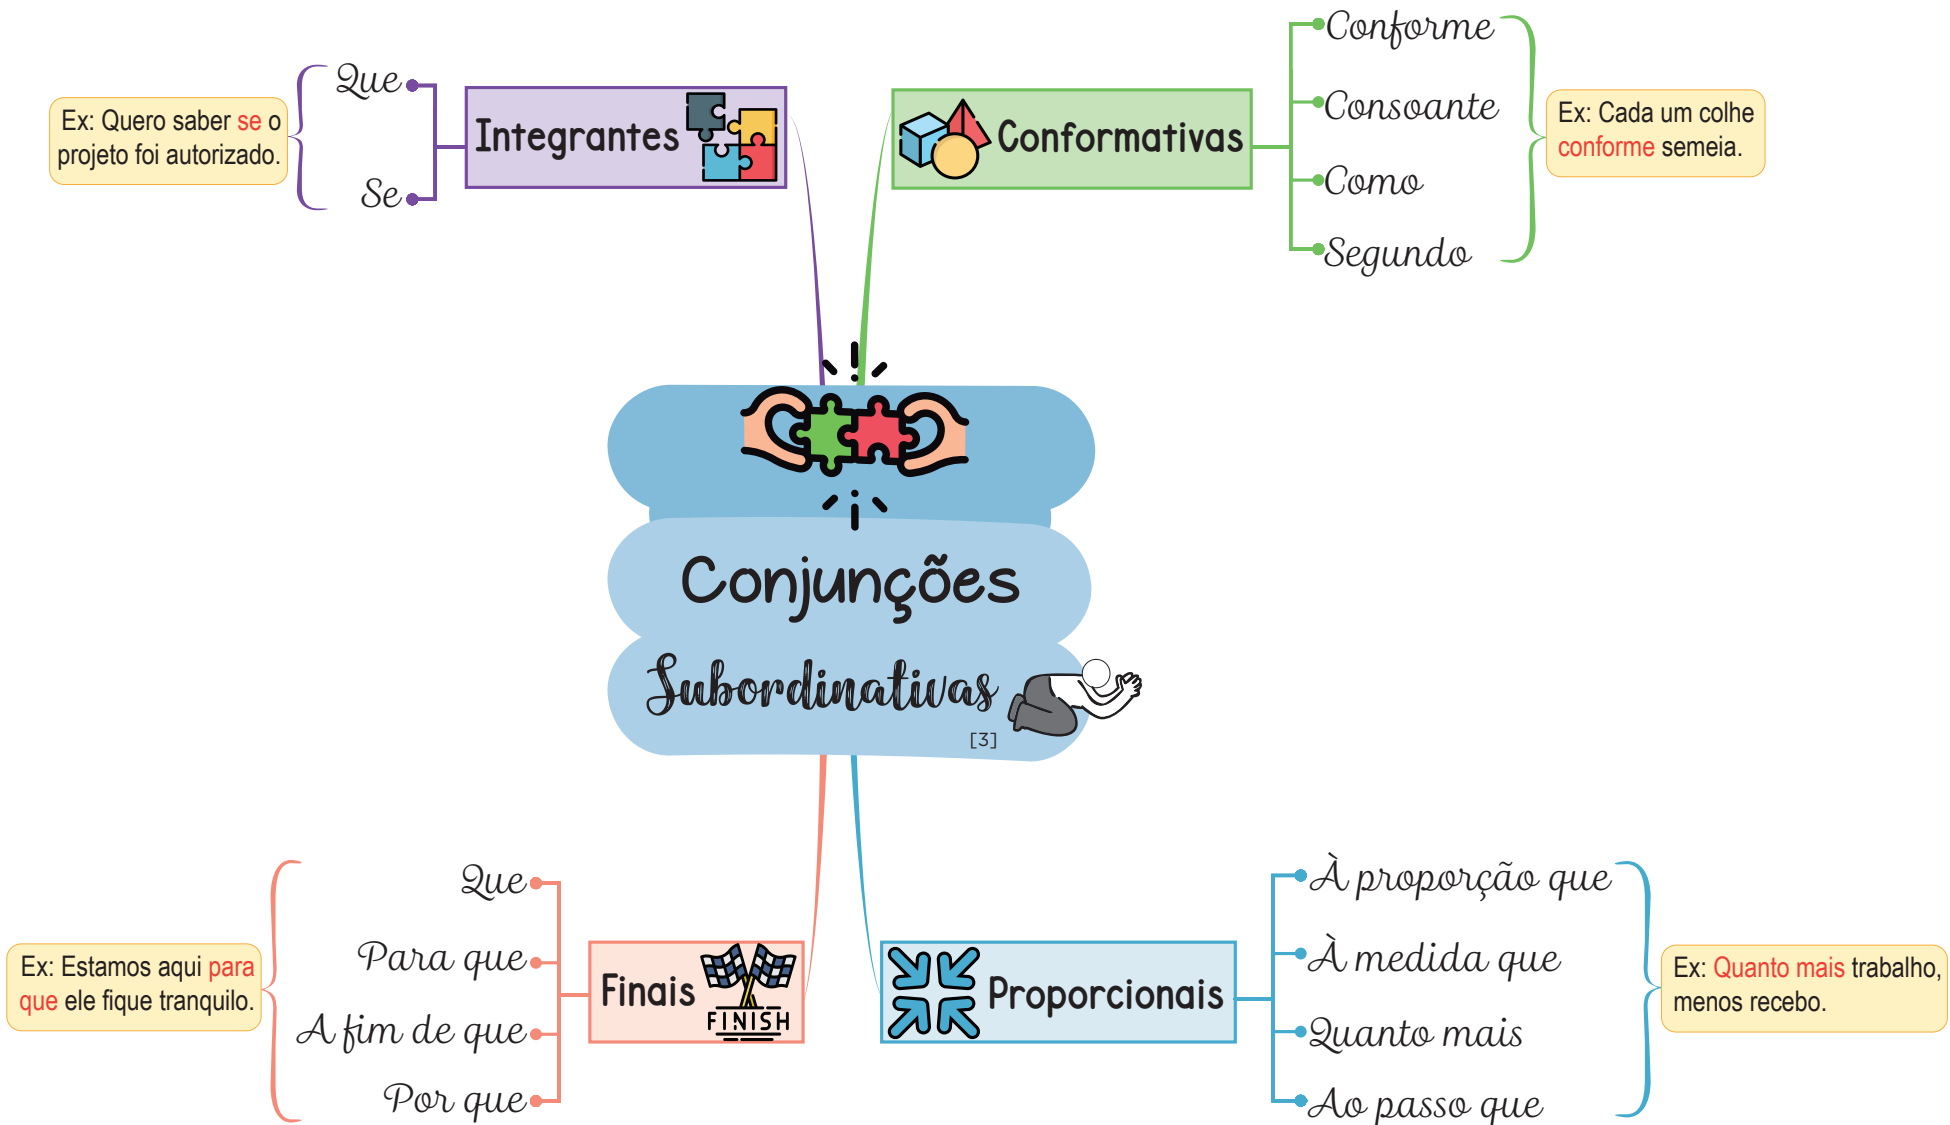 Integrantes
Que
Se
Ex: Quero saber se o
projeto foi autorizado.
Conformativas
Conforme
Consoante
Como
Segundo
Ex: Cada um colhe
conforme semeia.
Conjunções
Subordinativas
[3]
Finais
FINISH
Que
Para que
A fim de que
Por que
Ex: Estamos aqui para
que ele fique tranquilo.
Proporcionais
À proporção que
À medida que
Quanto mais
Ao passo que
Ex: Quanto mais trabalho,
menos recebo.